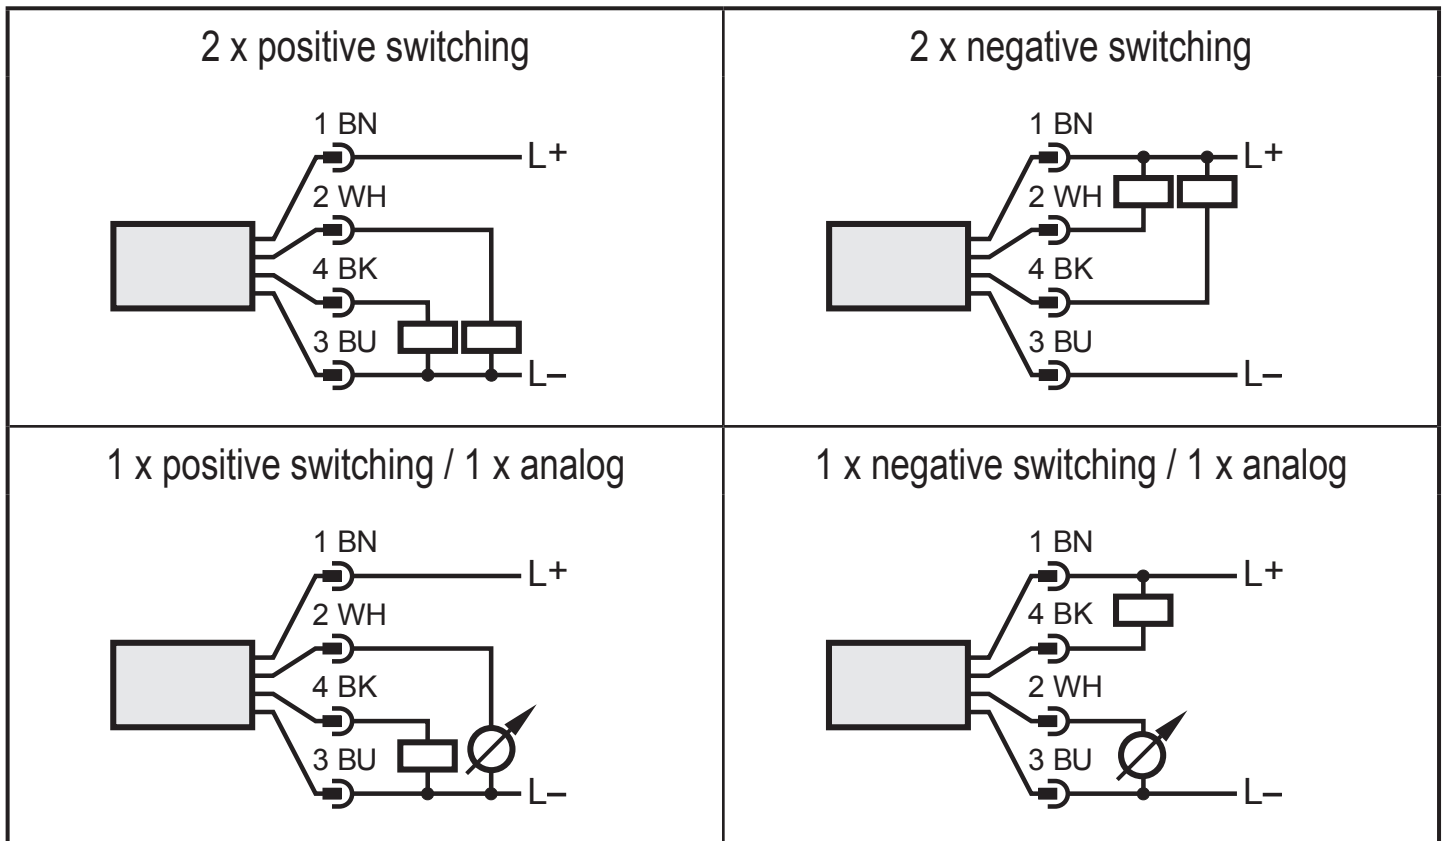 2 x positive switching
1 BN
L+
2 WH
4 BK
3 BU
L–
2 x negative switching
1 BN
L+
2 WH
4 BK
3 BU
L–
1 x positive switching / 1 x analog
1 BN
L+
2 WH
4 BK
3 BU
L–
1 x negative switching / 1 x analog
1 BN
L+
4 BK
2 WH
3 BU
L–